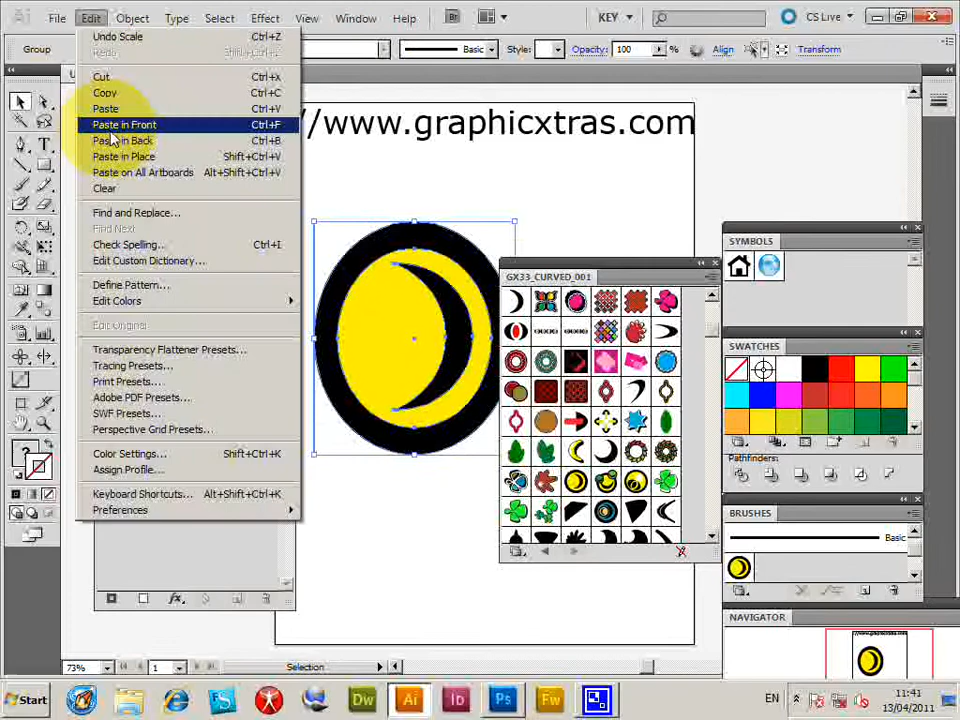 Ai File Edit Object Type Select Effect View Window Help Br KEY CS Live
Group Basic Style: Opacity: 100 % Align Transform
Undo Scale Ctrl+Z
Redo
Cut Ctrl+X
Copy Ctrl+C
Paste Ctrl+V
Paste in Front Ctrl+F
Paste in Back Ctrl+B
Paste in Place Shift+Ctrl+V
Paste on All Artboards Alt+Shift+Ctrl+V
Clear
Find and Replace...
Find Next
Check Spelling... Ctrl+I
Edit Custom Dictionary...
Define Pattern...
Edit Colors
Edit Original
Transparency Flattener Presets...
Tracing Presets...
Print Presets...
Adobe PDF Presets...
SWF Presets...
Perspective Grid Presets...
Color Settings... Shift+Ctrl+K
Assign Profile...
Keyboard Shortcuts... Alt+Shift+Ctrl+K
Preferences
//www.graphicxtras.com
GX33_CURVED_001
SYMBOLS
SWATCHES
Pathfinders:
BRUSHES
Basic
NAVIGATOR
73% 1 Selection
Start Dw Ai Id Ps Fw EN 11:41
13/04/2011